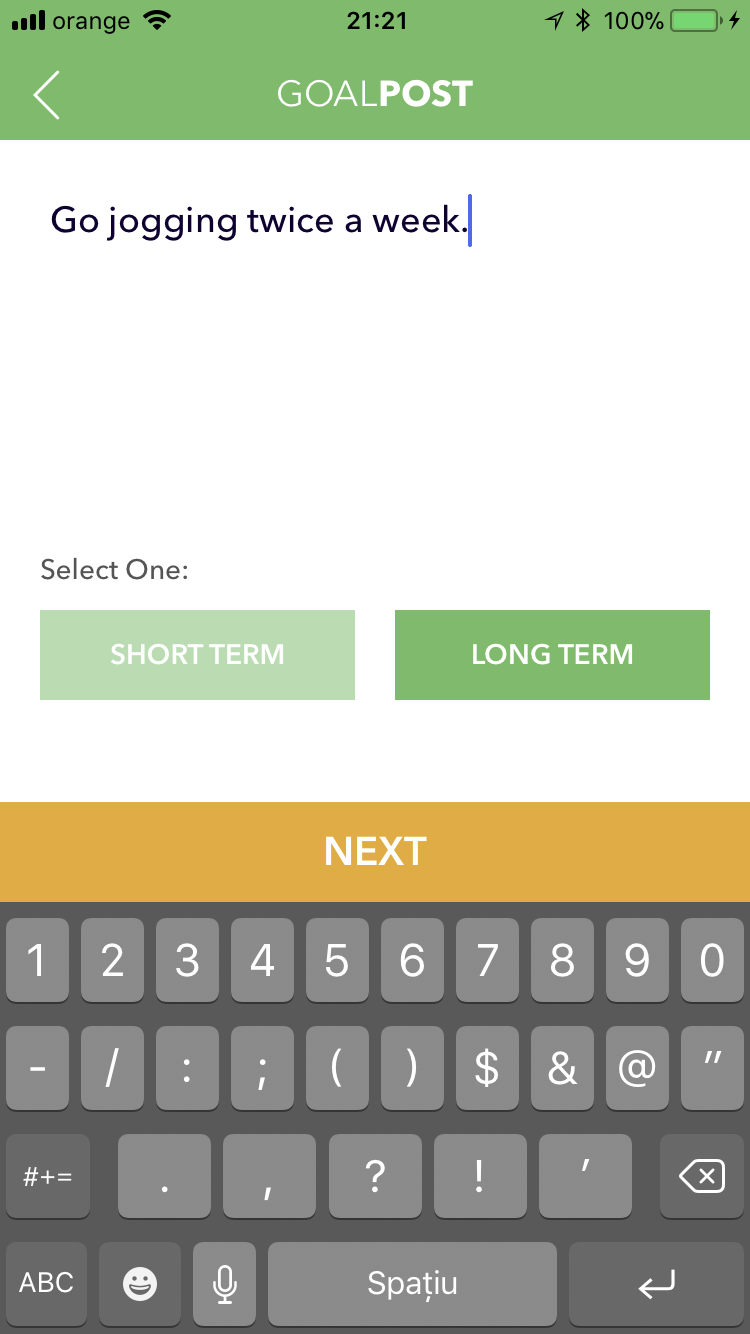 orange 21:21 100%
GOALPOST
Go jogging twice a week.
Select One:
SHORT TERM LONG TERM
NEXT
1 2 3 4 5 6 7 8 9 0
- / : ; ( ) $ & @ "
#+= . , ? ! '
ABC Spațiu